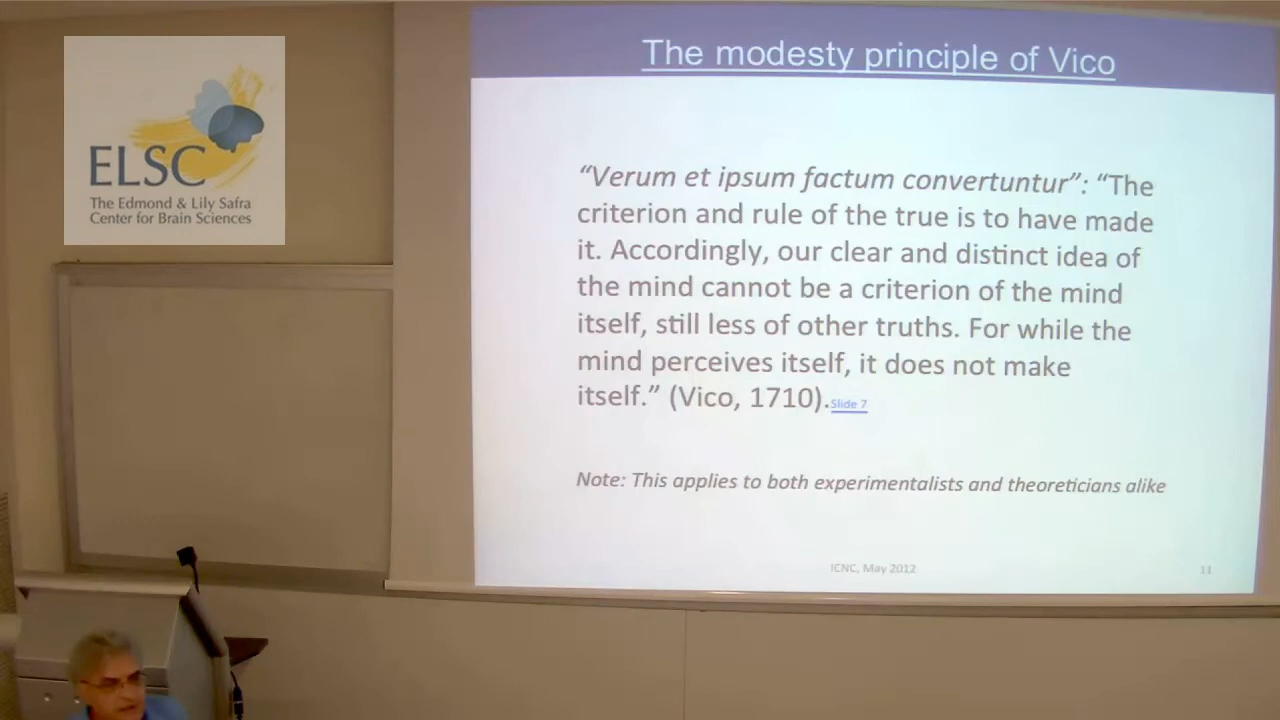 The modesty principle of Vico
ELSC
The Edmond & Lily Safra
Center for Brain Sciences
“Verum et ipsum factum convertuntur”: “The
criterion and rule of the true is to have made
it. Accordingly, our clear and distinct idea of
the mind cannot be a criterion of the mind
itself, still less of other truths. For while the
mind perceives itself, it does not make
itself.” (Vico, 1710).Slide 7
Note: This applies to both experimentalists and theoreticians alike
ICNC, May 2012
11